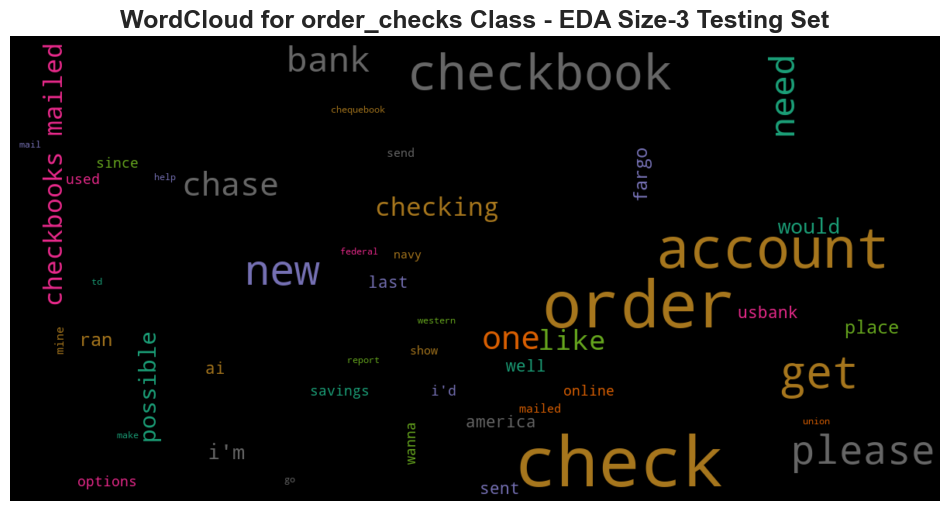 WordCloud for order_checks Class - EDA Size-3 Testing Set
checkbooks mailed
bank
checkbook
need
chequebook
mail
since
send
used
help
chase
fargo
checking
would
account
federal
navy
new
last
td
order
usbank
western
place
mine
ran
possible
one
like
show
report
well
get
ai
savings
i'd
online
mailed
america
union
make
i'm
wanna
check
please
options
go
sent